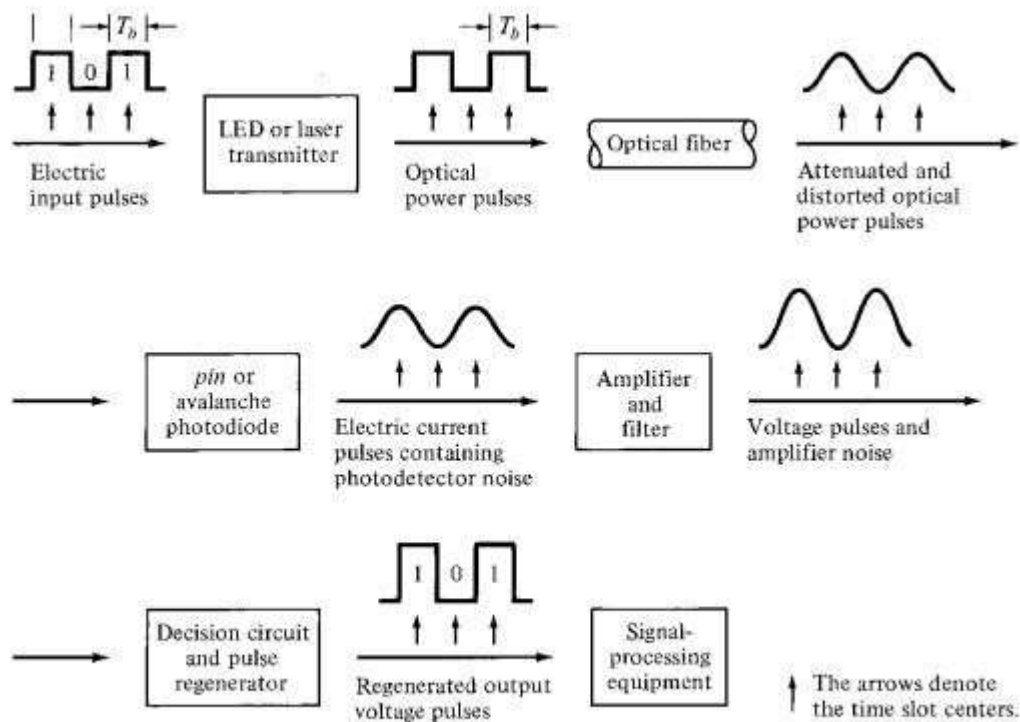 T_b
T_b
1 0 1
LED or laser
transmitter
Optical fiber
Electric
input pulses
Optical
power pulses
Attenuated and
distorted optical
power pulses
pin or
avalanche
photodiode
Electric current
pulses containing
photodetector noise
Amplifier
and
filter
Voltage pulses and
amplifier noise
1 0 1
Decision circuit
and pulse
regenerator
Regenerated output
voltage pulses
Signal-
processing
equipment
The arrows denote
the time slot centers.